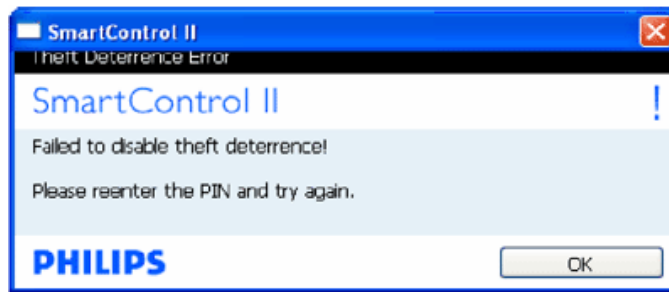 SmartControl II
Theft Deterrence Error
SmartControl II !
Failed to disable theft deterrence!
Please reenter the PIN and try again.
PHILIPS
OK